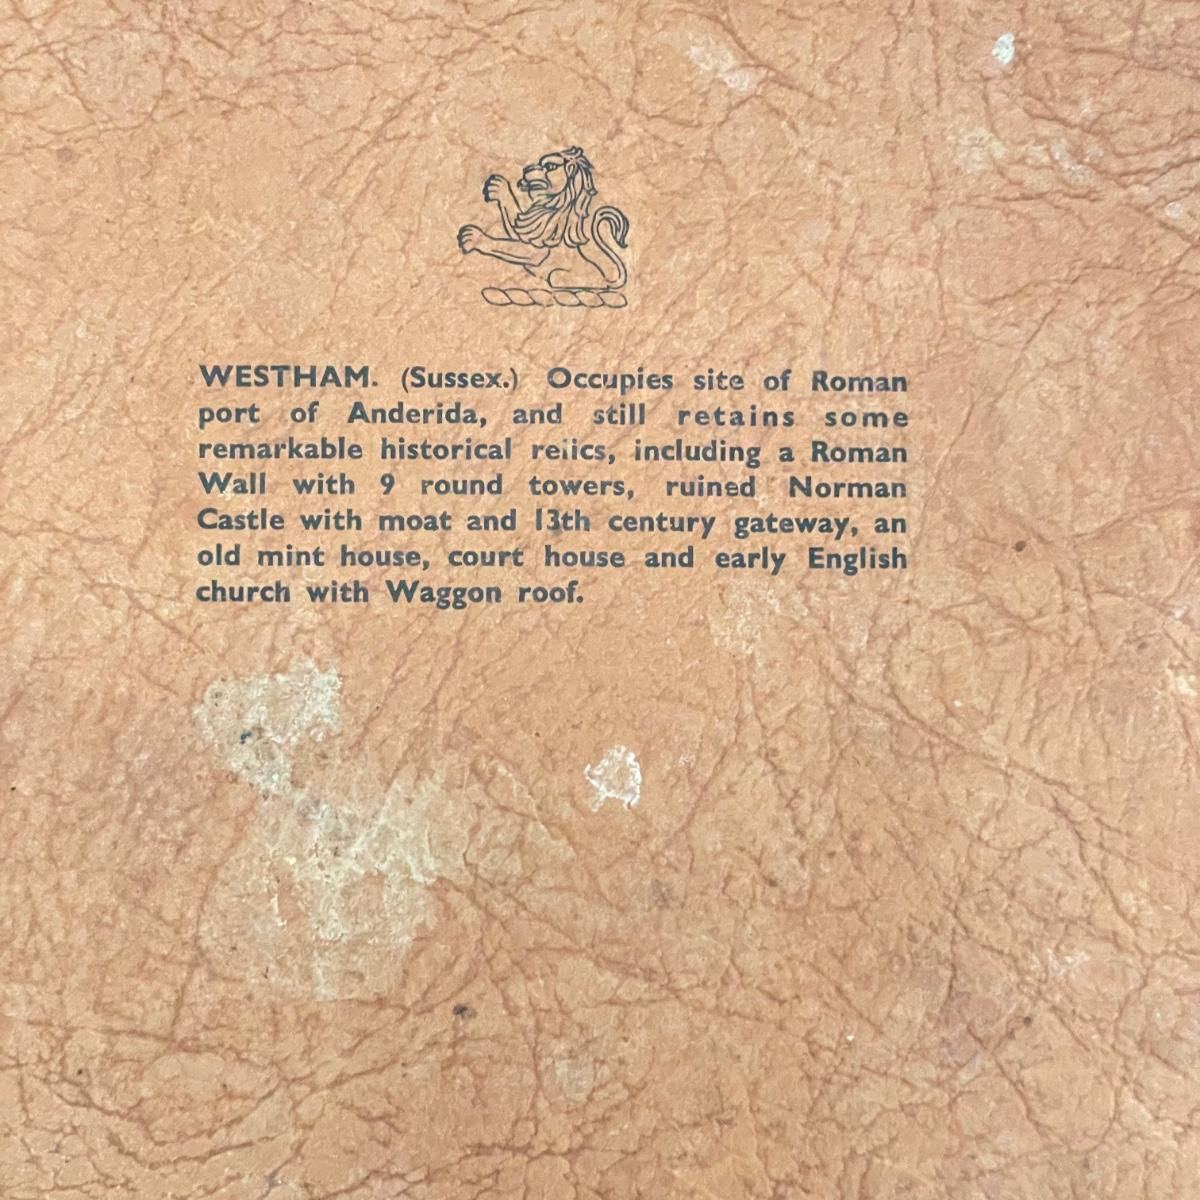 WESTHAM. (Sussex.) Occupies site of Roman
port of Anderida, and still retains some
remarkable historical relics, including a Roman
Wall with 9 round towers, ruined Norman
Castle with moat and 13th century gateway, an
old mint house, court house and early English
church with Waggon roof.